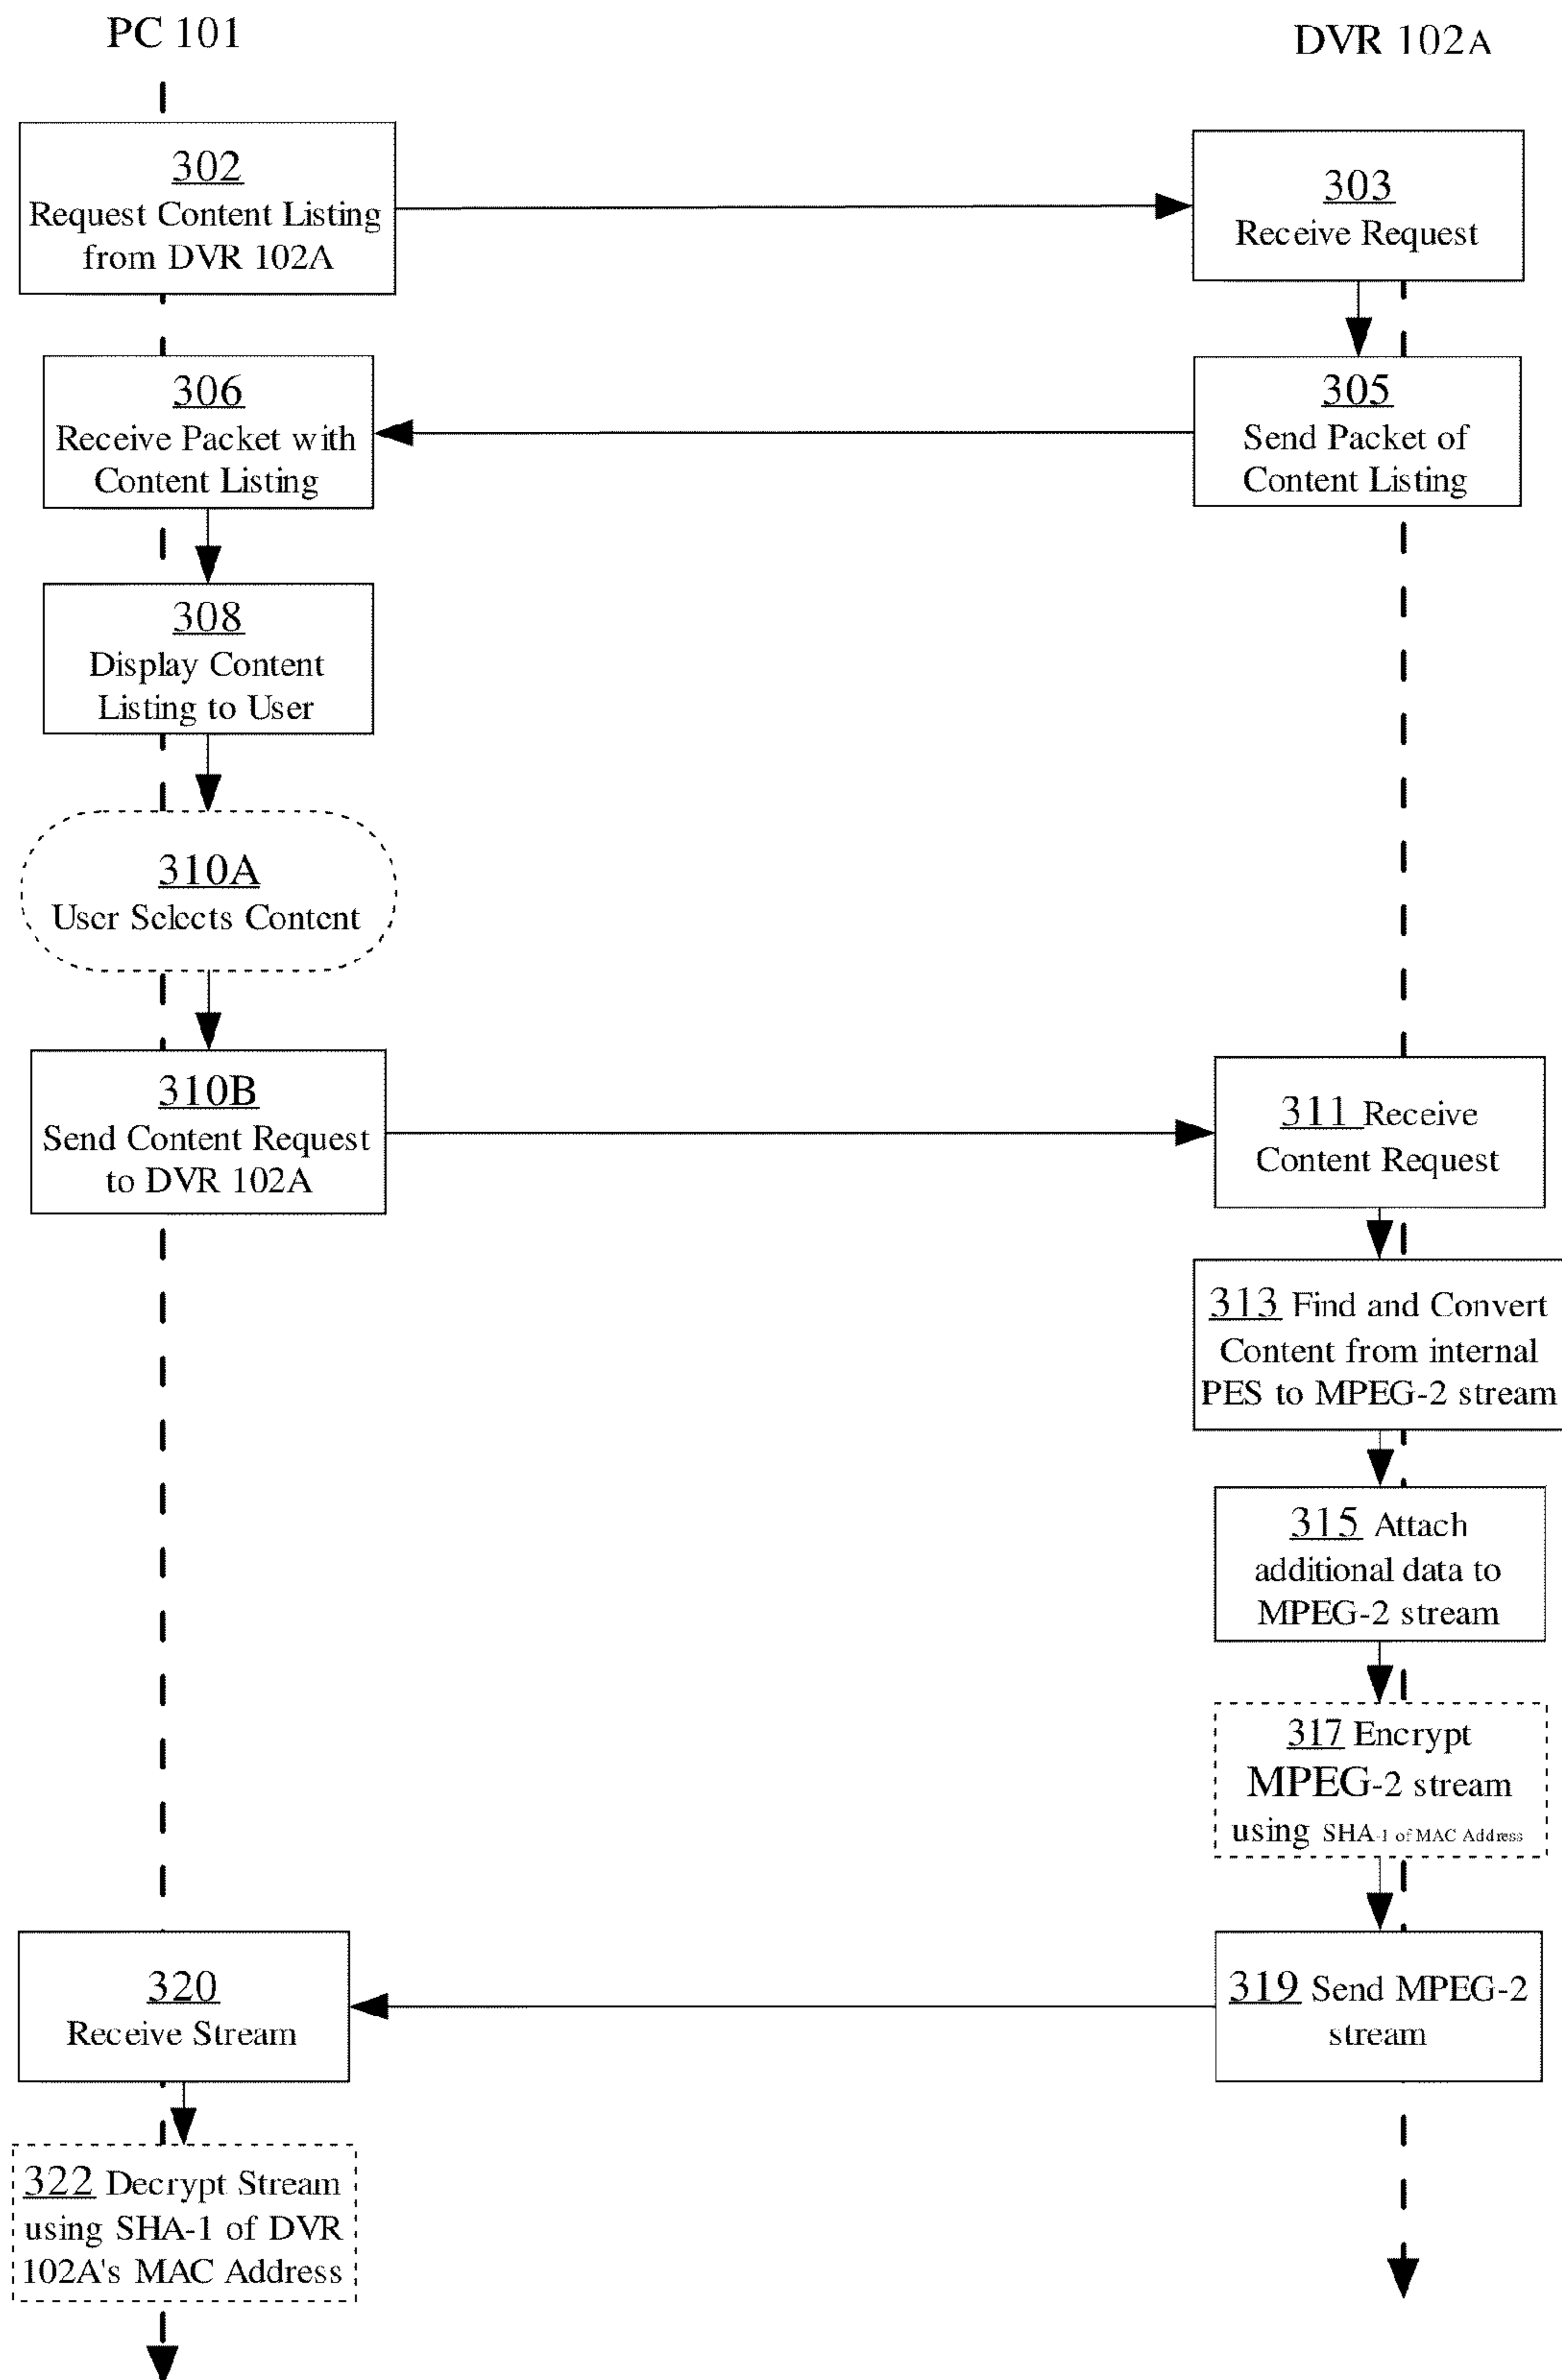 PC 101
DVR 102A
302
Request Content Listing
from DVR 102A
303
Receive Request
306
Receive Packet with
Content Listing
305
Send Packet of
Content Listing
308
Display Content
Listing to User
310A
User Selects Content
310B
Send Content Request
to DVR 102A
311 Receive
Content Request
313 Find and Convert
Content from internal
PES to MPEG-2 stream
315 Attach
additional data to
MPEG-2 stream
317 Encrypt
MPEG-2 stream
using SHA-1 of MAC Address
320
Receive Stream
319 Send MPEG-2
stream
322 Decrypt Stream
using SHA-1 of DVR
102A's MAC Address